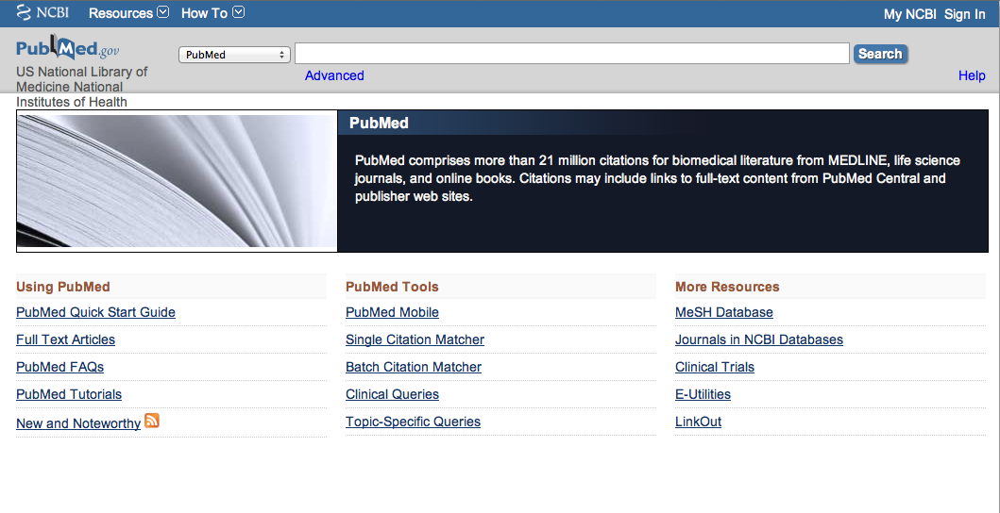 NCBI Resources How To My NCBI Sign In
PubMed.gov
US National Library of
Medicine National
Institutes of Health
PubMed
Search
Advanced
Help
PubMed
PubMed comprises more than 21 million citations for biomedical literature from MEDLINE, life science
journals, and online books. Citations may include links to full-text content from PubMed Central and
publisher web sites.
Using PubMed
PubMed Quick Start Guide
Full Text Articles
PubMed FAQs
PubMed Tutorials
New and Noteworthy
PubMed Tools
PubMed Mobile
Single Citation Matcher
Batch Citation Matcher
Clinical Queries
Topic-Specific Queries
More Resources
MeSH Database
Journals in NCBI Databases
Clinical Trials
E-Utilities
LinkOut